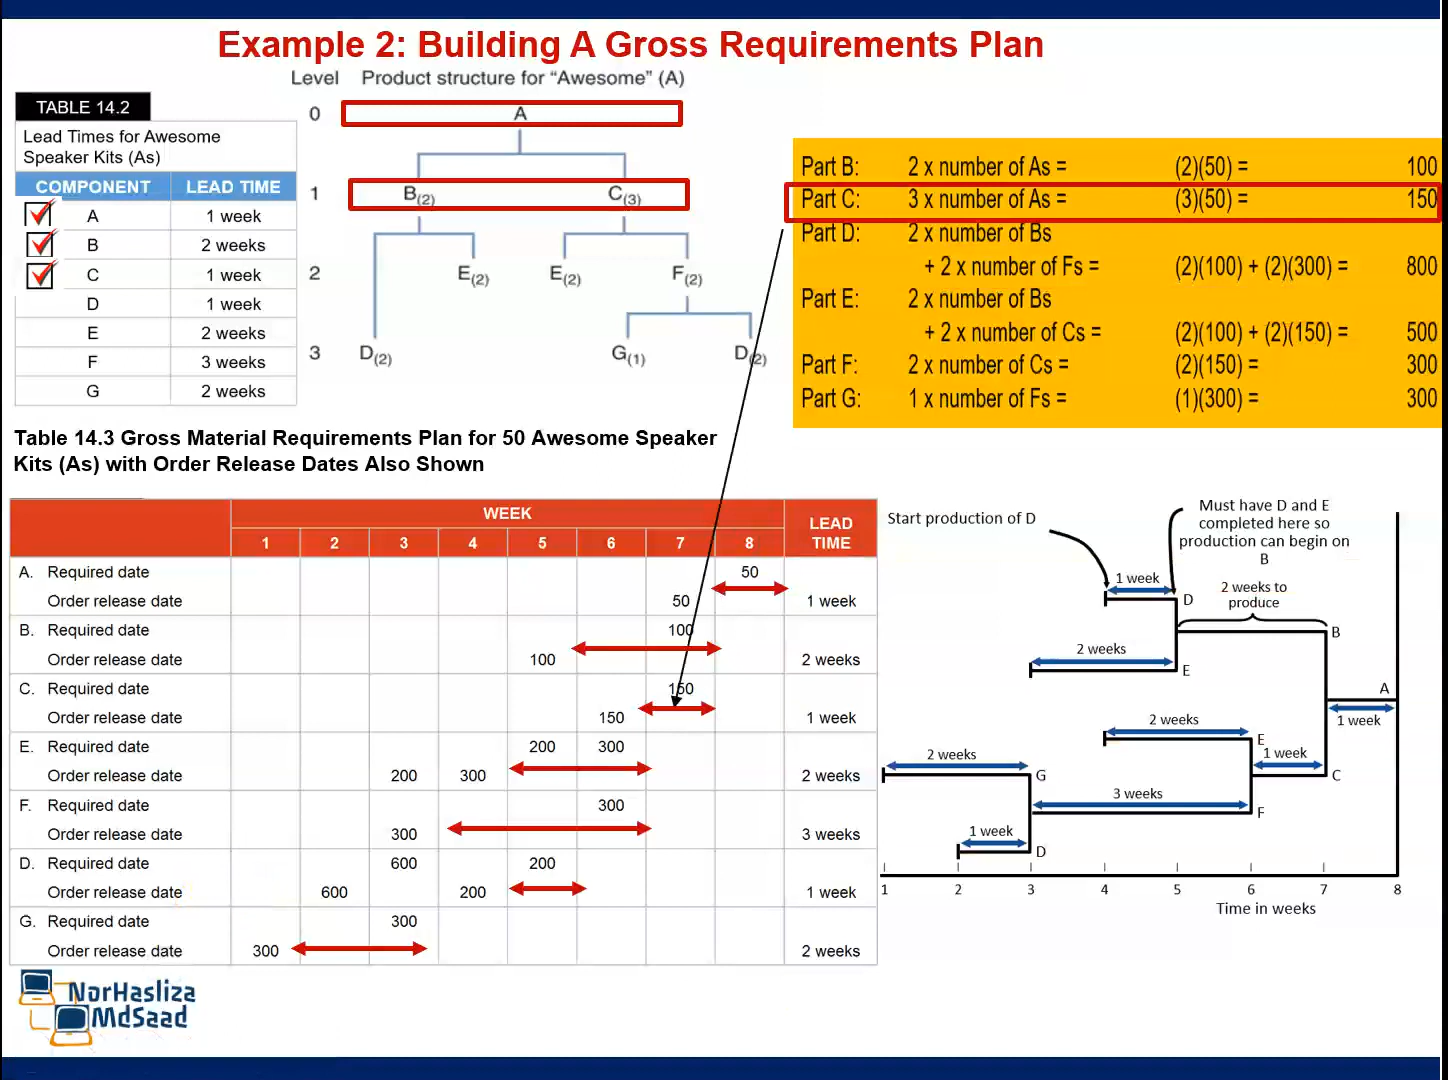 Example 2: Building A Gross Requirements Plan
Level Product structure for “Awesome” (A)
TABLE 14.2
Lead Times for Awesome
Speaker Kits (As)
COMPONENT LEAD TIME
A 1 week
B 2 weeks
C 1 week
D 1 week
E 2 weeks
F 3 weeks
G 2 weeks
0 A
1 B(2) C(3)
2 E(2) E(2) F(2)
3 D(2) G(1) D(2)
Part B: 2 x number of As = (2)(50) = 100
Part C: 3 x number of As = (3)(50) = 150
Part D: 2 x number of Bs
+ 2 x number of Fs = (2)(100) + (2)(300) = 800
Part E: 2 x number of Bs
+ 2 x number of Cs = (2)(100) + (2)(150) = 500
Part F: 2 x number of Cs = (2)(150) = 300
Part G: 1 x number of Fs = (1)(300) = 300
Table 14.3 Gross Material Requirements Plan for 50 Awesome Speaker
Kits (As) with Order Release Dates Also Shown
WEEK LEAD TIME
1 2 3 4 5 6 7 8
A. Required date 50
Order release date 50 1 week
B. Required date 100
Order release date 100 2 weeks
C. Required date 150
Order release date 150 1 week
E. Required date 200 300
Order release date 200 300 2 weeks
F. Required date 300
Order release date 300 3 weeks
D. Required date 600 200
Order release date 600 200 1 week
G. Required date 300
Order release date 300 2 weeks
Start production of D
Must have D and E
completed here so
production can begin on
B
1 week
D
2 weeks to
produce
B
2 weeks
E
A
1 week
2 weeks
E
1 week
C
2 weeks
G
3 weeks
F
1 week
D
1 2 3 4 5 6 7 8
Time in weeks
NorHasliza
MdSaad